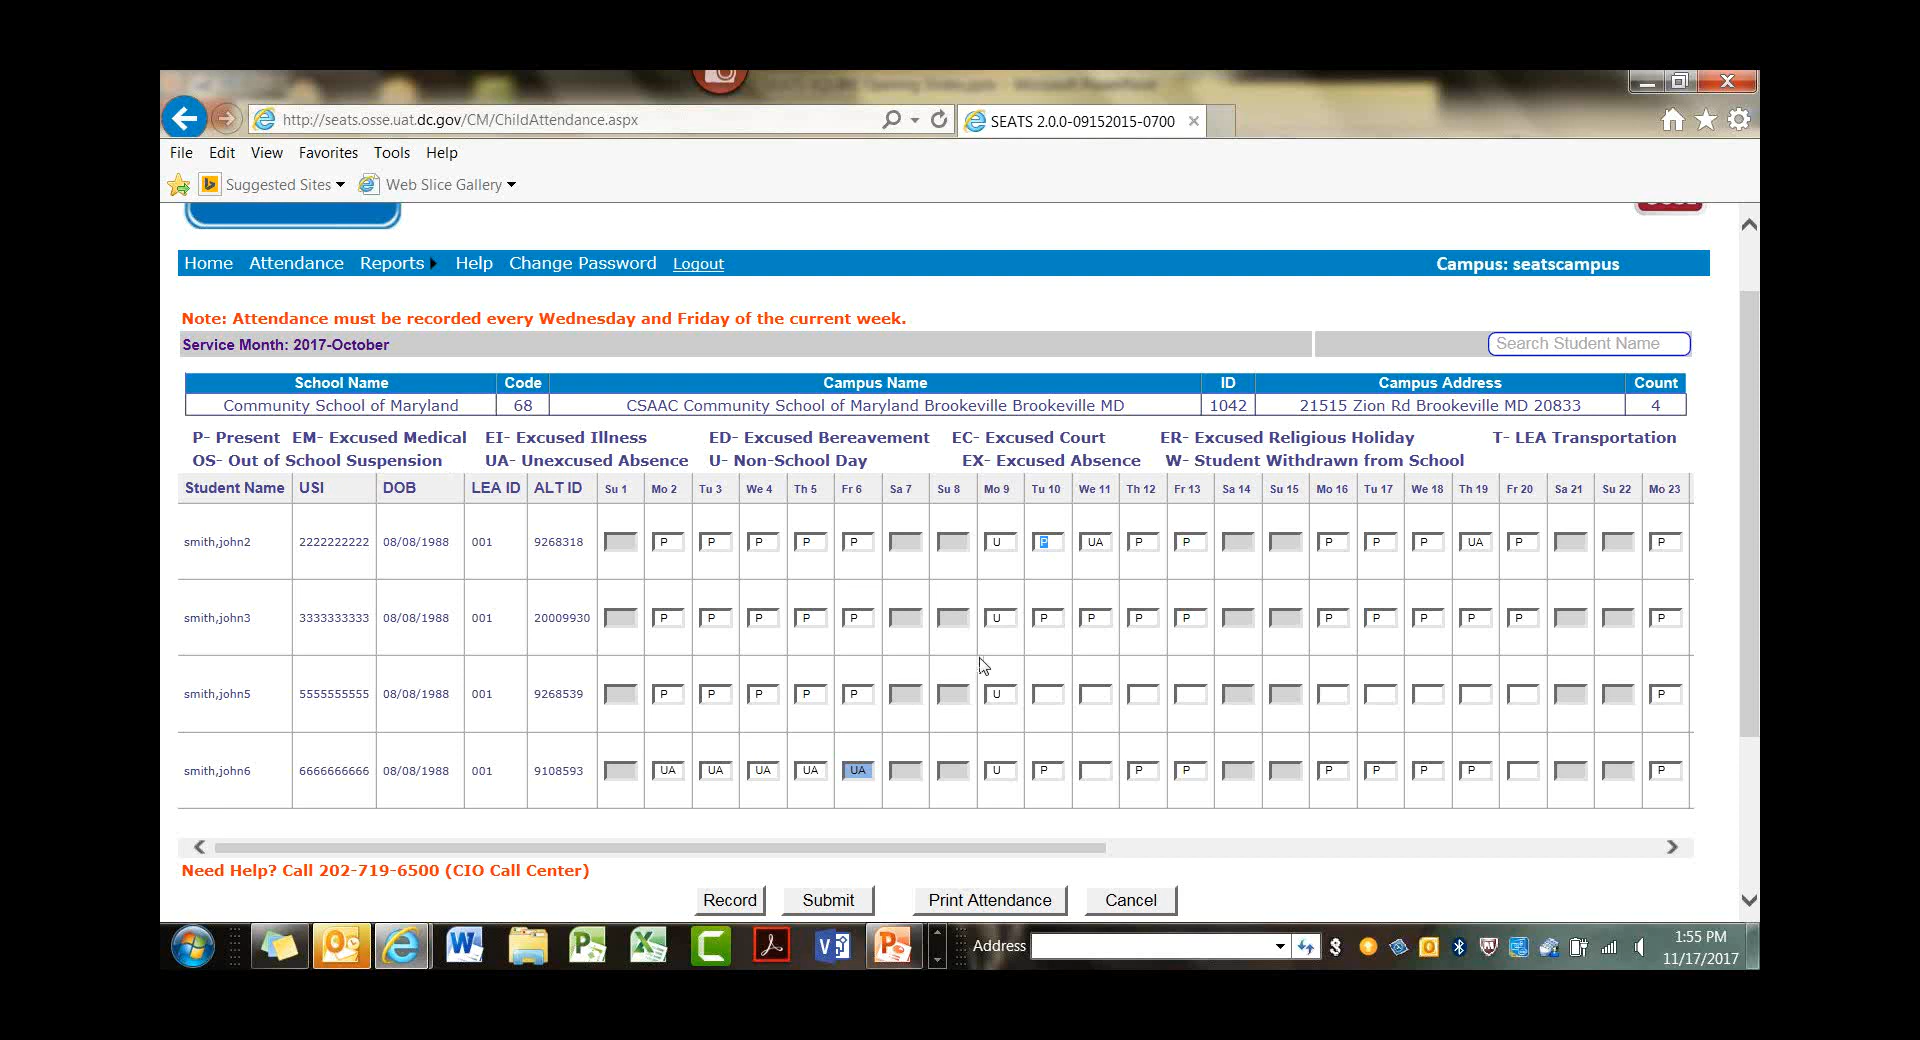 http://seats.osse.uat.dc.gov/CM/ChildAttendance.aspx
SEATS 2.0.0-09152015-0700
File Edit View Favorites Tools Help
Suggested Sites Web Slice Gallery
Home Attendance Reports Help Change Password Logout Campus: seatscampus
Note: Attendance must be recorded every Wednesday and Friday of the current week.
Service Month: 2017-October Search Student Name
School Name Code Campus Name ID Campus Address Count
Community School of Maryland 68 CSAAC Community School of Maryland Brookeville Brookeville MD 1042 21515 Zion Rd Brookeville MD 20833 4
P- Present EM- Excused Medical EI- Excused Illness ED- Excused Bereavement EC- Excused Court ER- Excused Religious Holiday T- LEA Transportation
OS- Out of School Suspension UA- Unexcused Absence U- Non-School Day EX- Excused Absence W- Student Withdrawn from School
Student Name USI DOB LEA ID ALT ID Su 1 Mo 2 Tu 3 We 4 Th 5 Fr 6 Sa 7 Su 8 Mo 9 Tu 10 We 11 Th 12 Fr 13 Sa 14 Su 15 Mo 16 Tu 17 We 18 Th 19 Fr 20 Sa 21 Su 22 Mo 23
smith,john2 2222222222 08/08/1988 001 9268318 P P P P P U P UA P P P P P UA P P
smith,john3 3333333333 08/08/1988 001 20009930 P P P P P U P P P P P P P P P P
smith,john5 5555555555 08/08/1988 001 9268539 P P P P P U P
smith,john6 6666666666 08/08/1988 001 9108593 UA UA UA UA UA U P P P P P P P P
Need Help? Call 202-719-6500 (CIO Call Center)
Record Submit Print Attendance Cancel
Address
1:55 PM
11/17/2017